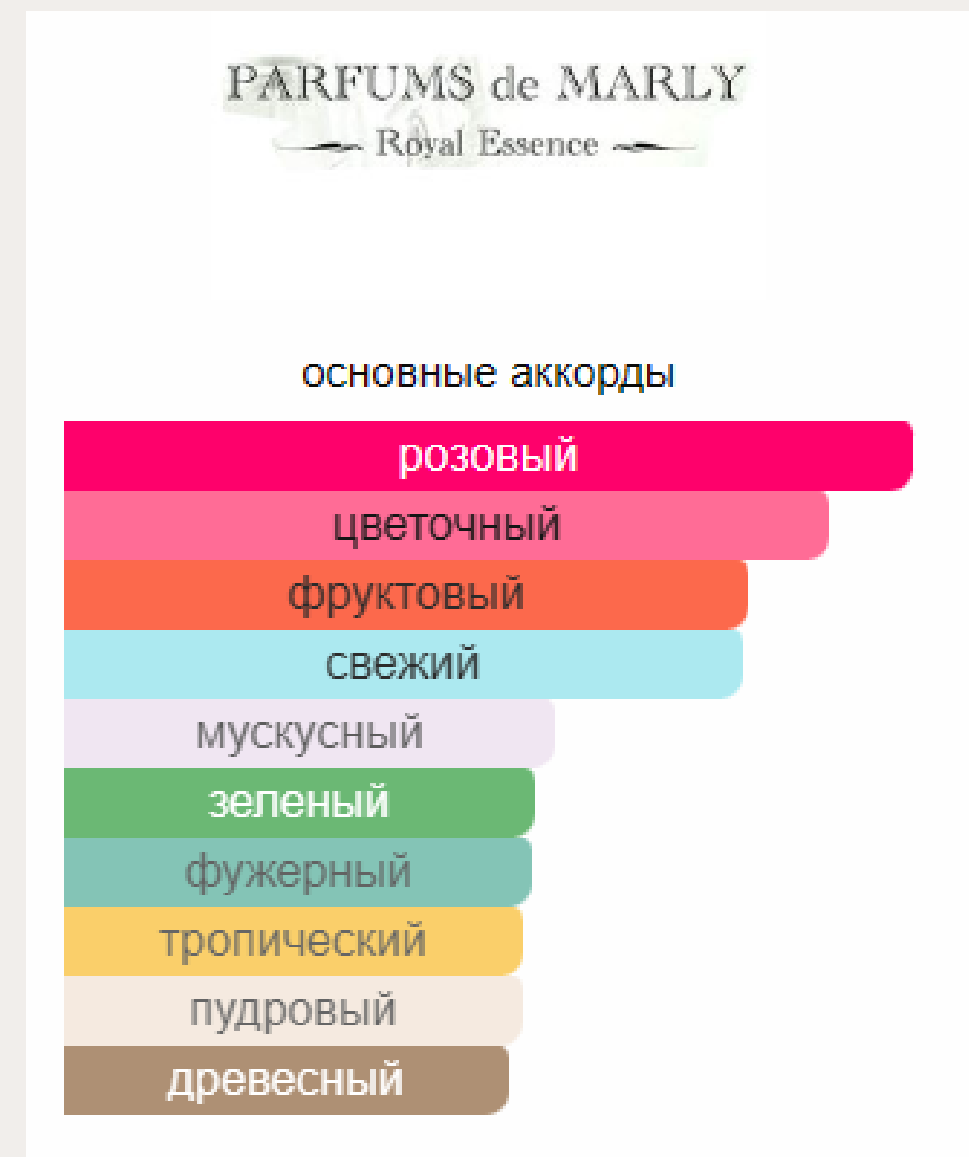 PARFUMS de MARLY
Royal Essence
основные аккорды
розовый
цветочный
фруктовый
свежий
мускусный
зеленый
фужерный
тропический
пудровый
древесный